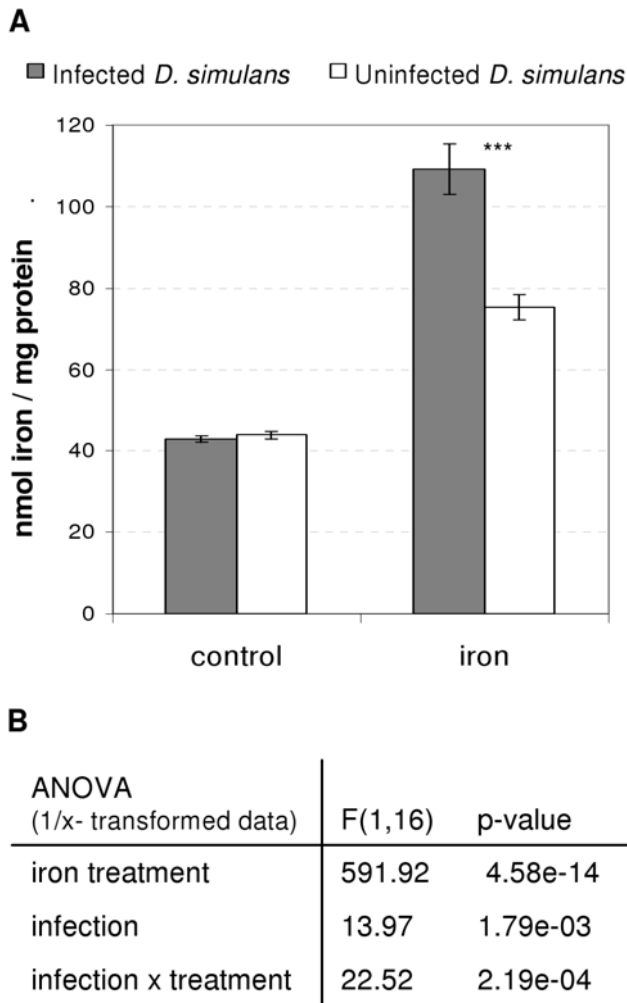 A
Infected D. simulans Uninfected D. simulans
120
100
80
60
40
20
0
nmol iron / mg protein
***
control iron
B
ANOVA
(1/x- transformed data) F(1,16) p-value
iron treatment 591.92 4.58e-14
infection 13.97 1.79e-03
infection x treatment 22.52 2.19e-04